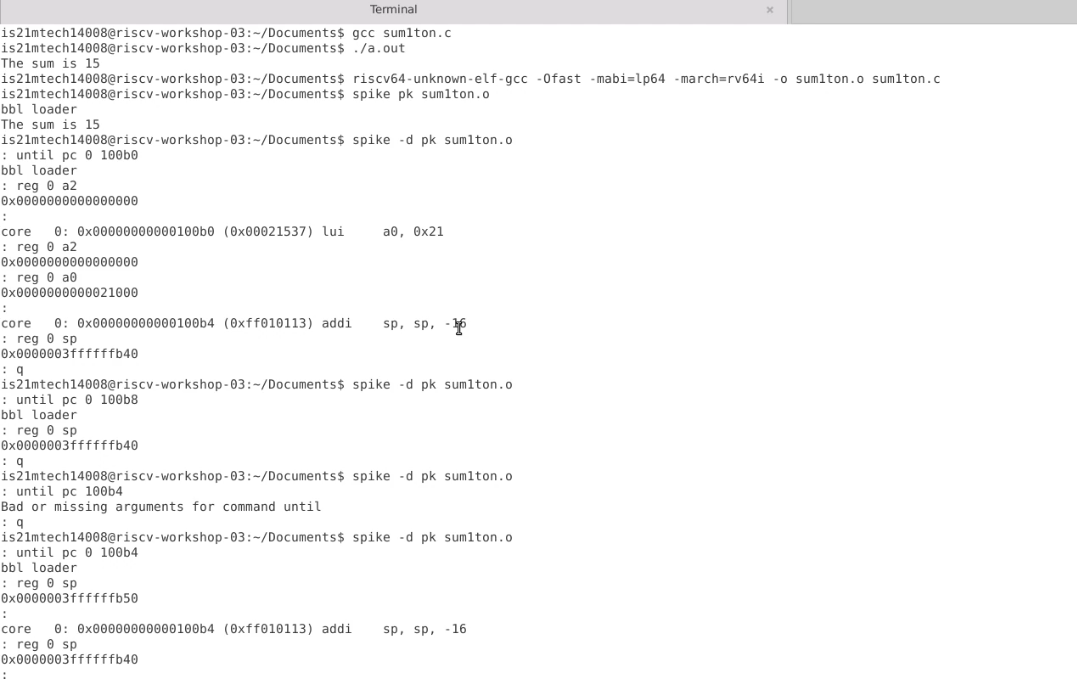 Terminal
is21mtech14008@riscv-workshop-03:~/Documents$ gcc sum1ton.c
is21mtech14008@riscv-workshop-03:~/Documents$ ./a.out
The sum is 15
is21mtech14008@riscv-workshop-03:~/Documents$ riscv64-unknown-elf-gcc -Ofast -mabi=lp64 -march=rv64i -o sum1ton.o sum1ton.c
is21mtech14008@riscv-workshop-03:~/Documents$ spike pk sum1ton.o
bbl loader
The sum is 15
is21mtech14008@riscv-workshop-03:~/Documents$ spike -d pk sum1ton.o
: until pc 0 100b0
bbl loader
: reg 0 a2
0x0000000000000000
:
core   0: 0x00000000000100b0 (0x00021537) lui     a0, 0x21
: reg 0 a2
0x0000000000000000
: reg 0 a0
0x0000000000021000
:
core   0: 0x00000000000100b4 (0xff010113) addi    sp, sp, -16
: reg 0 sp
0x0000003ffffffb40
: q
is21mtech14008@riscv-workshop-03:~/Documents$ spike -d pk sum1ton.o
: until pc 0 100b8
bbl loader
: reg 0 sp
0x0000003ffffffb40
: q
is21mtech14008@riscv-workshop-03:~/Documents$ spike -d pk sum1ton.o
: until pc 100b4
Bad or missing arguments for command until
: q
is21mtech14008@riscv-workshop-03:~/Documents$ spike -d pk sum1ton.o
: until pc 0 100b4
bbl loader
: reg 0 sp
0x0000003ffffffb50
:
core   0: 0x00000000000100b4 (0xff010113) addi    sp, sp, -16
: reg 0 sp
0x0000003ffffffb40
: